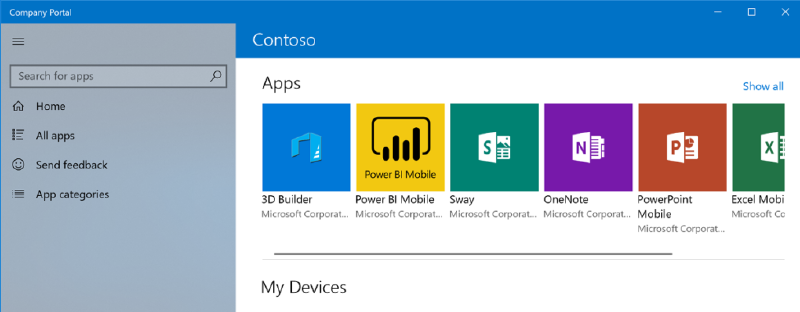 Company Portal
Contoso
Search for apps
Home
All apps
Send feedback
App categories
Apps
Show all
Power BI Mobile
S
N
P
X
3D Builder
Power BI Mobile
Sway
OneNote
PowerPoint Mobile
Excel Mobi
Microsoft Corporat...
Microsoft Corporat...
Microsoft Corporat...
Microsoft Corporat...
Microsoft Corporat...
Microsoft
My Devices